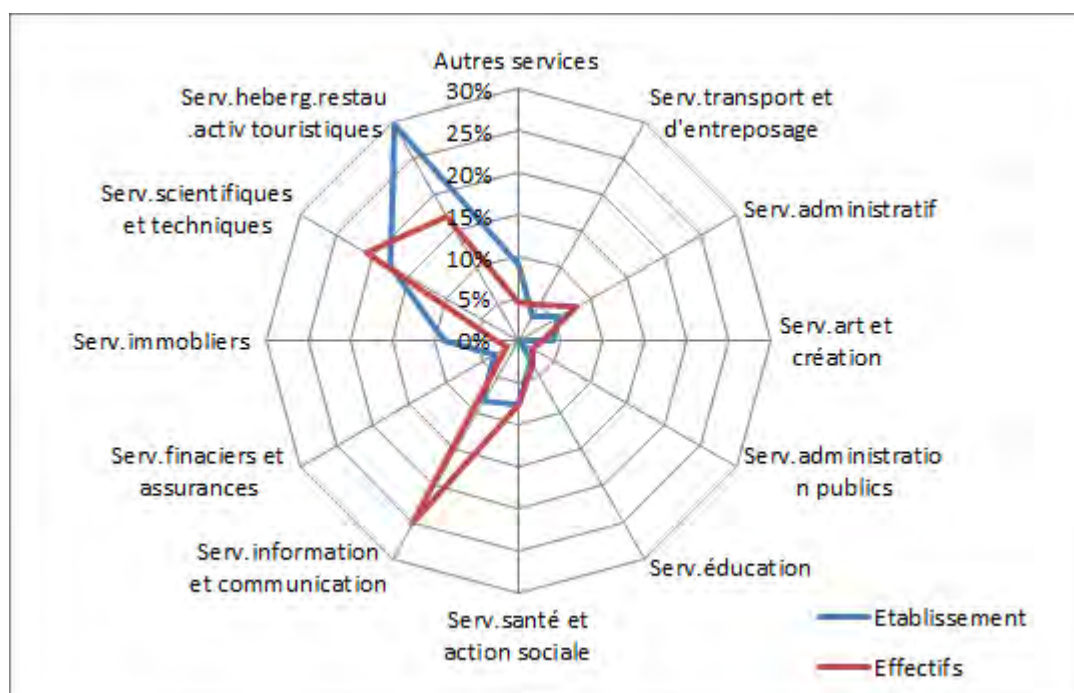 Autres services
30%
25%
20%
15%
10%
5%
0%
Serv.transport et
d'entreposage
Serv.administratif
Serv.art et
création
Serv.administratio
n publics
Serv.éducation
Serv.santé et
action sociale
Serv.information
et communication
Serv.finaciers et
assurances
Serv.immobliers
Serv.scientifiques
et techniques
Serv.heberg.restau
.activ touristiques
Etablissement
Effectifs